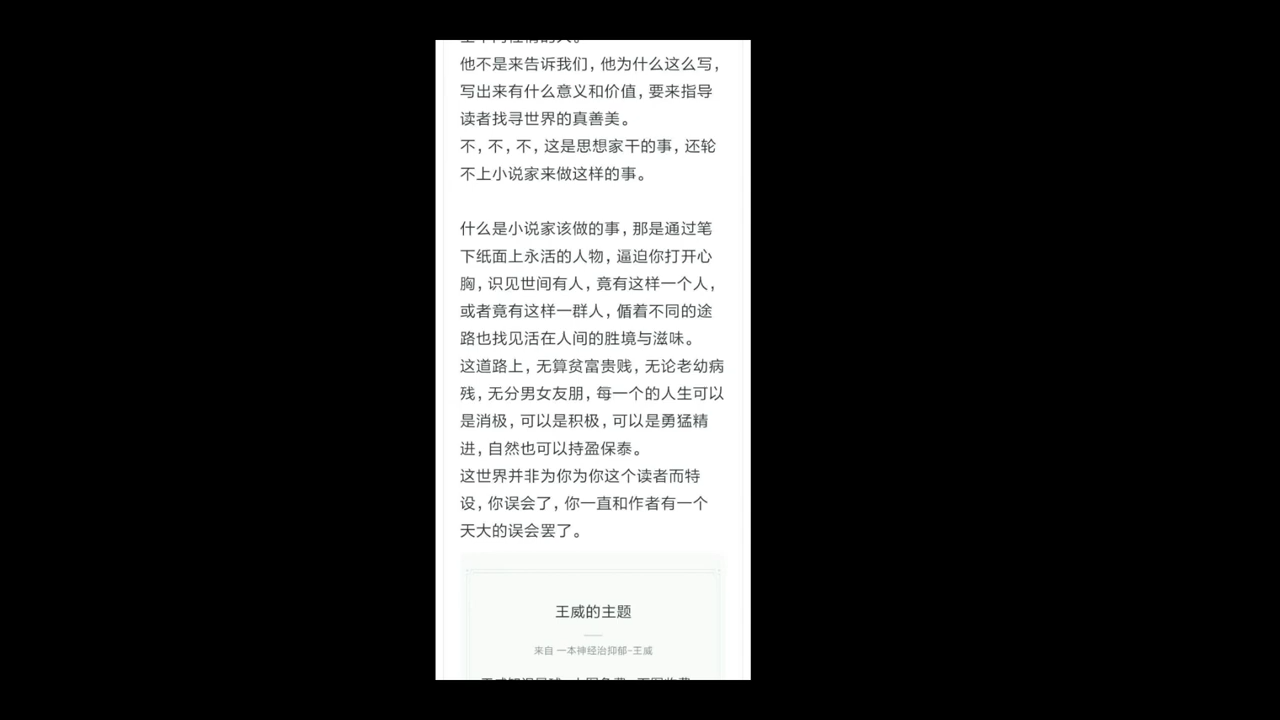 他不是来告诉我们，他为什么这么写，
写出来有什么意义和价值，要来指导
读者找寻世界的真善美。
不，不，不，这是思想家干的事，还轮
不上小说家来做这样的事。
什么是小说家该做的事，那是通过笔
下纸面上永活的人物，逼迫你打开心
胸，识见世间有人，竟有这样一个人，
或者竟有这样一群人，循着不同的途
路也找见活在人间的胜境与滋味。
这道路上，无算贫富贵贱，无论老幼病
残，无分男女友朋，每一个的人生可以
是消极，可以是积极，可以是勇猛精
进，自然也可以持盈保泰。
这世界并非为你为你这个读者而特
设，你误会了，你一直和作者有一个
天大的误会罢了。
王威的主题
来自 一本神经治抑郁-王威